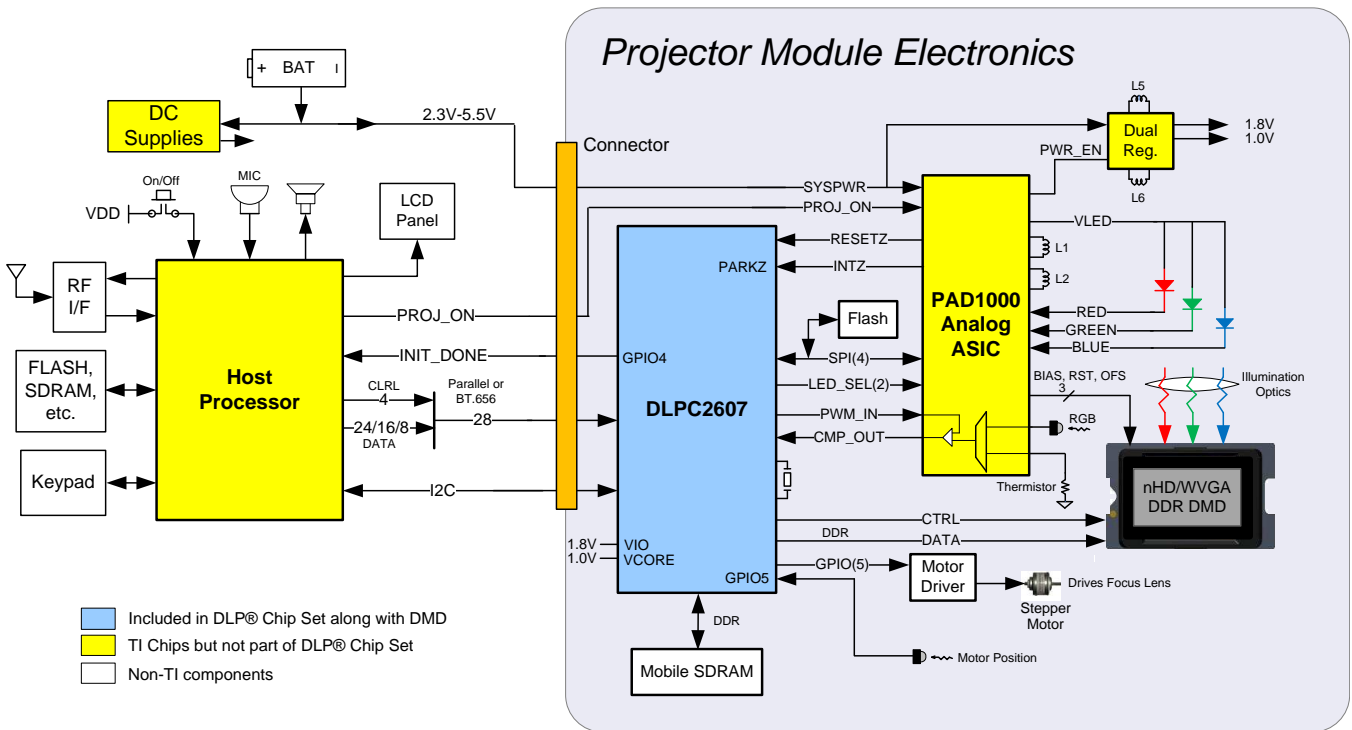 Projector Module Electronics
+ BAT I
DC
Supplies
2.3V-5.5V
Connector
L5
Dual
Reg.
L6
1.8V
1.0V
PWR_EN
On/Off
VDD
MIC
LCD
Panel
SYSPWR
PROJ_ON
VLED
RESETZ
PARKZ
INTZ
L1
L2
RF
I/F
PAD1000
Analog
ASIC
RED
GREEN
BLUE
PROJ_ON
Flash
INIT_DONE
GPIO4
SPI(4)
FLASH,
SDRAM,
etc.
Host
Processor
CLRL
4
Parallel or
BT.656
28
24/16/8
DATA
DLPC2607
LED_SEL(2)
BIAS, RST, OFS
3
Illumination
Optics
PWM_IN
CMP_OUT
RGB
Keypad
I2C
Thermistor
nHD/WVGA
DDR DMD
CTRL
DDR
DATA
1.8V
VIO
1.0V
VCORE
GPIO(5)
GPIO5
Motor
Driver
Drives Focus Lens
Stepper
Motor
DDR
Mobile SDRAM
Motor Position
Included in DLP® Chip Set along with DMD
TI Chips but not part of DLP® Chip Set
Non-TI components